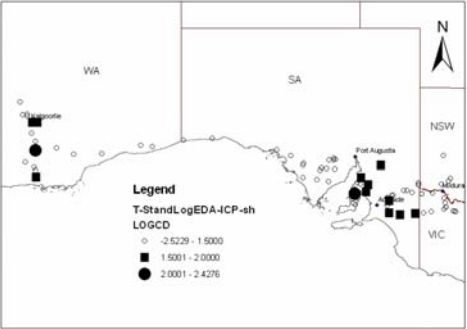 N
WA
SA
NSW
Port Augusta
VIC
Legend
T-StandLogEDA-ICP-sh
LOGCD
-2.5229 - 1.5000
1.5001 - 2.0000
2.0001 - 2.4276